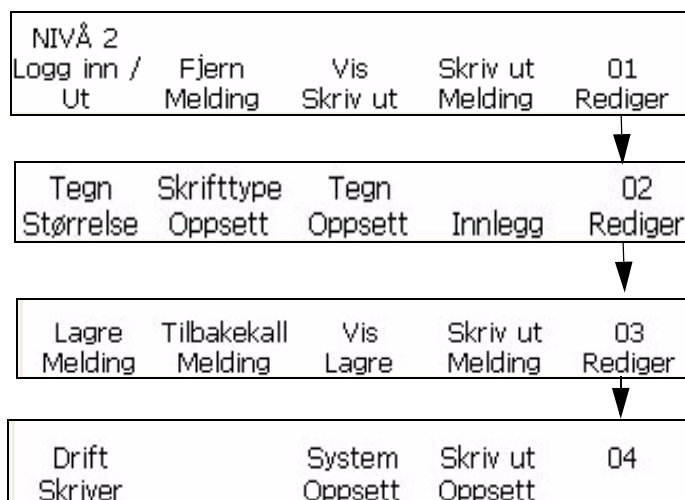 NIVÅ 2
Logg inn / Fjern Vis Skriv ut 01
Ut Melding Skriv ut Melding Rediger
Tegn Skrifttype Tegn 02
Størrelse Oppsett Oppsett Innlegg Rediger
Lagre Tilbakekall Vis Skriv ut 03
Melding Melding Lagre Melding Rediger
Drift System Skriv ut 04
Skriver Oppsett Oppsett